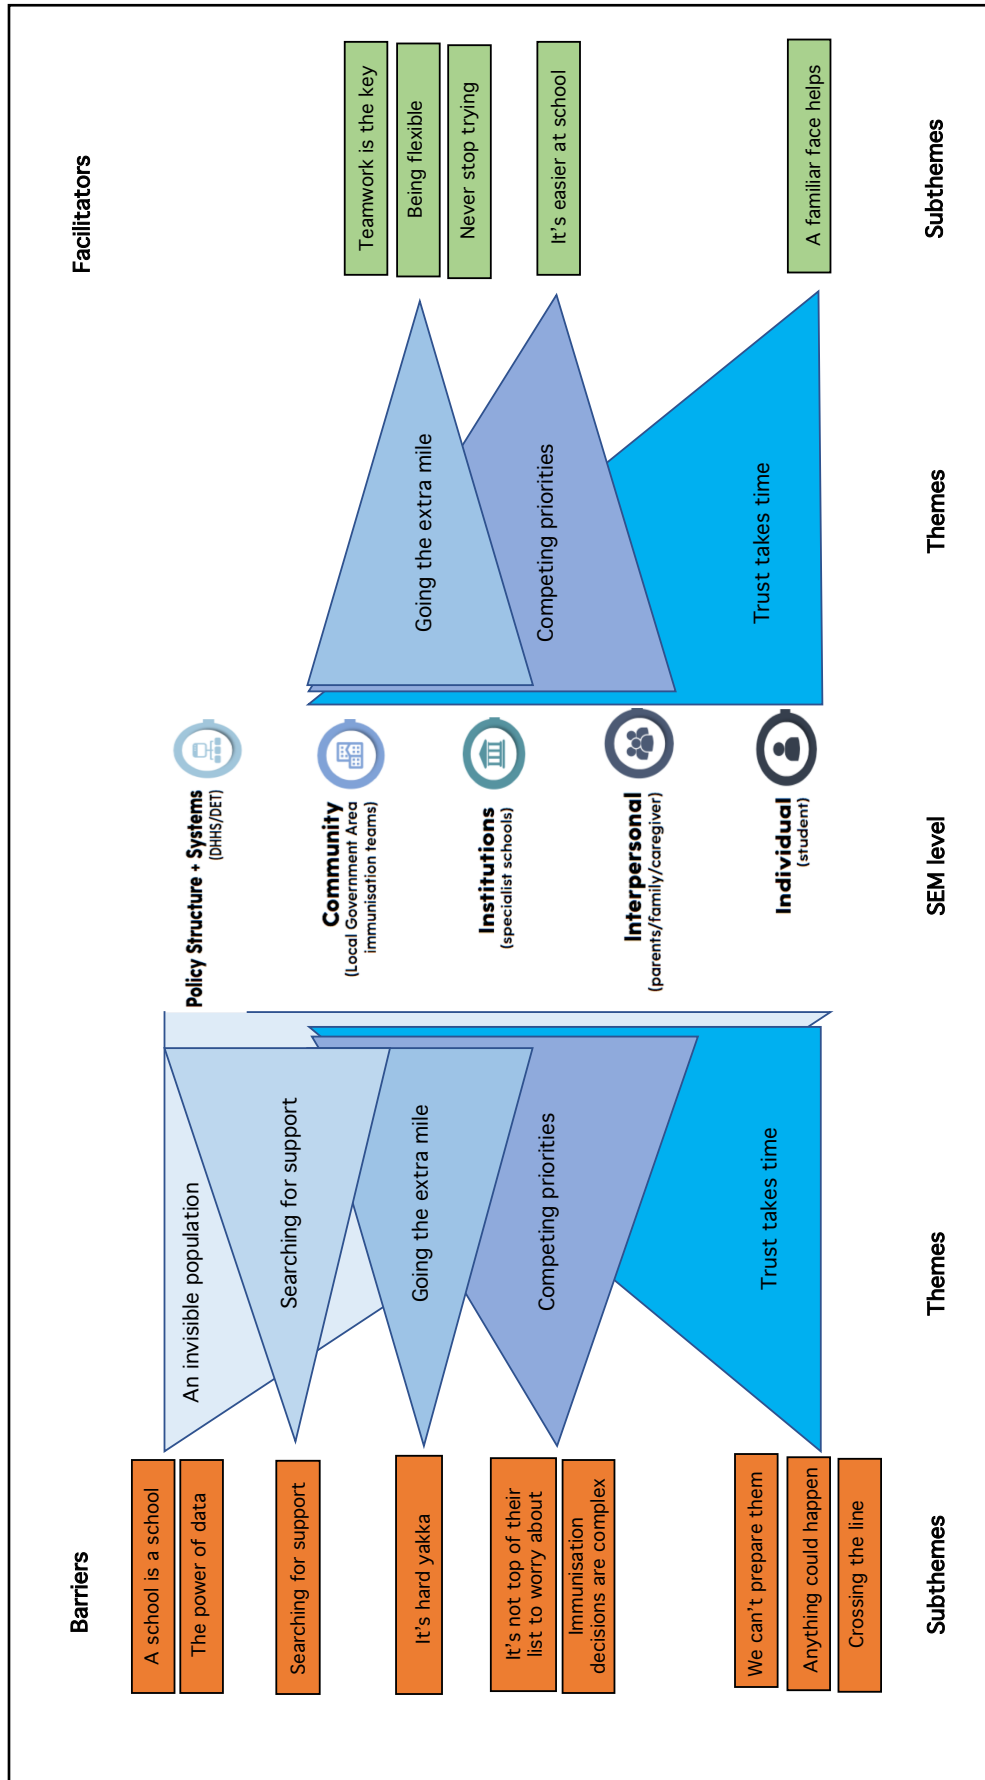 Barriers
Facilitators
A school is a school
The power of data
Searching for support
It's hard yakka
It's not top of their
list to worry about
Immunisation
decisions are complex
We can't prepare them
Anything could happen
Crossing the line
Subthemes
An invisible population
Searching for support
Going the extra mile
Competing priorities
Trust takes time
Themes
Policy Structure + Systems
(DHHS/DET)
Community
(Local Government Area
immunisation teams)
Institutions
(specialist schools)
Interpersonal
(parents/family/caregiver)
Individual
(student)
SEM level
Going the extra mile
Competing priorities
Trust takes time
Themes
Teamwork is the key
Being flexible
Never stop trying
It's easier at school
A familiar face helps
Subthemes